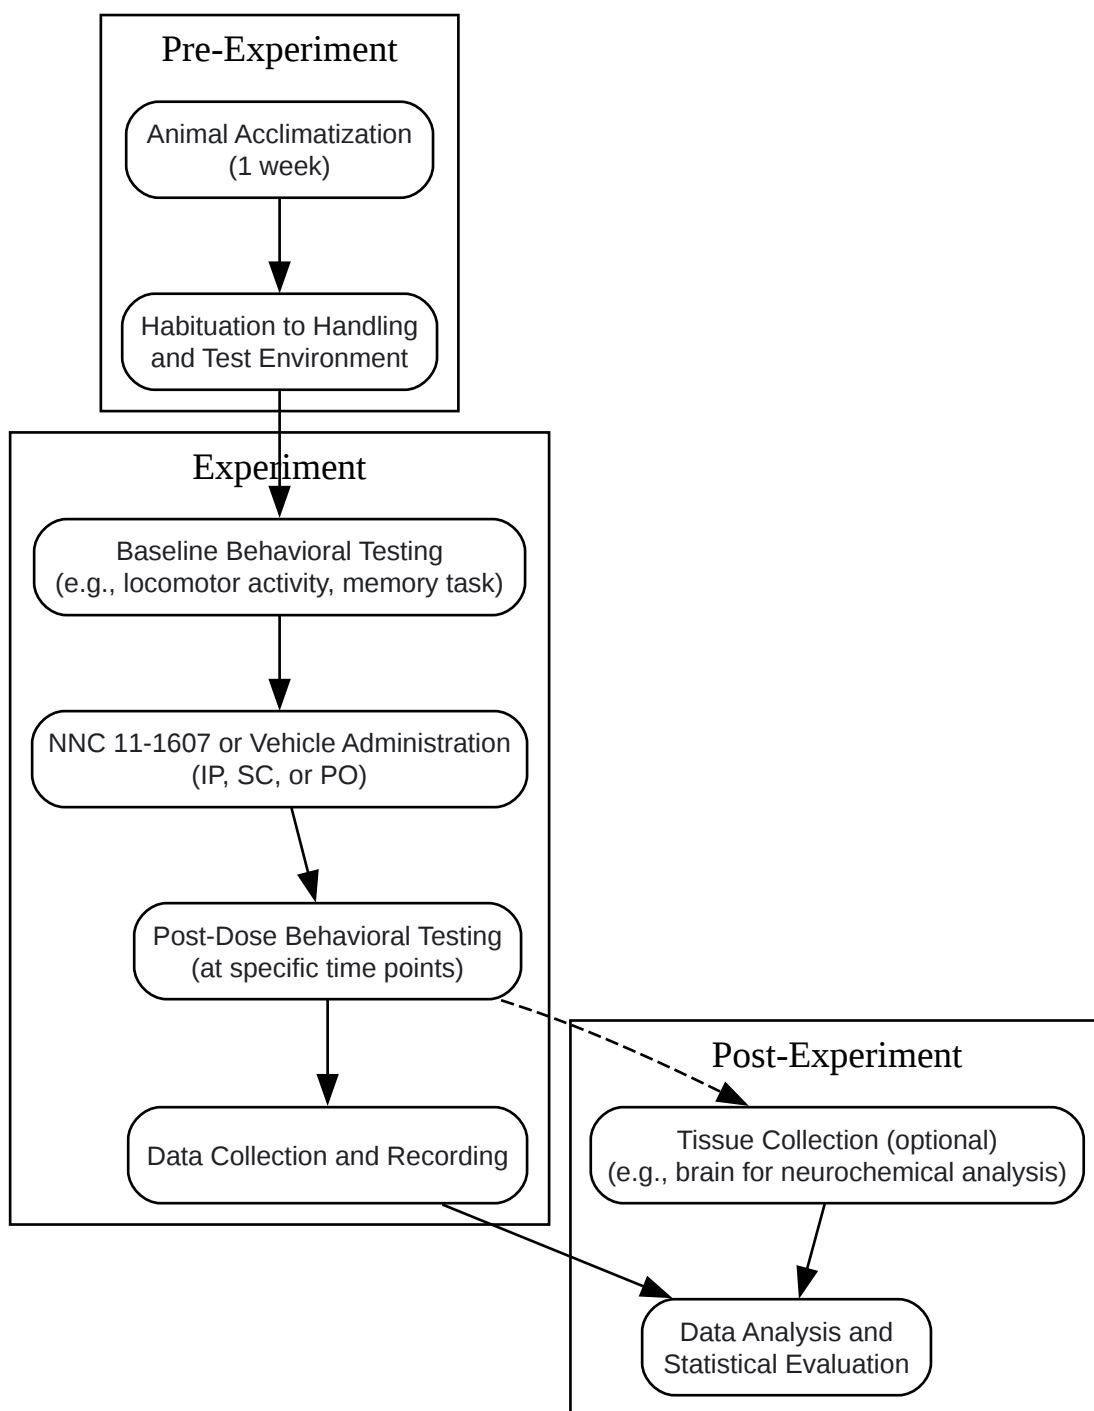 Pre-Experiment
Animal Acclimatization
(1 week)
Habituation to Handling
and Test Environment
Experiment
Baseline Behavioral Testing
(e.g., locomotor activity, memory task)
NNC 11-1607 or Vehicle Administration
(IP, SC, or PO)
Post-Dose Behavioral Testing
(at specific time points)
Data Collection and Recording
Post-Experiment
Tissue Collection (optional)
(e.g., brain for neurochemical analysis)
Data Analysis and
Statistical Evaluation